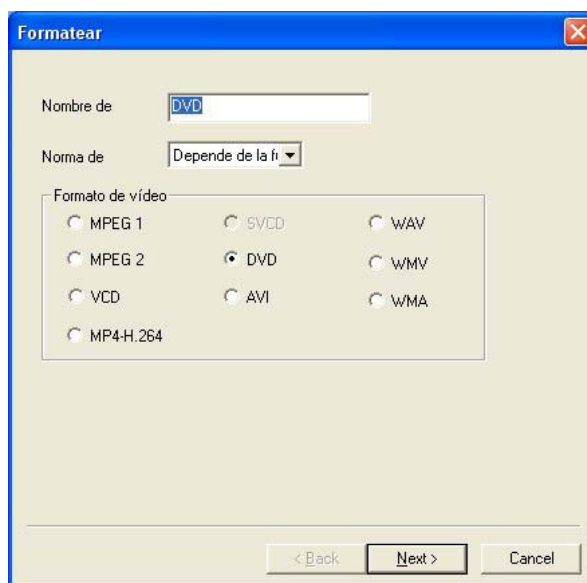 Formatear
Nombre de DVD
Norma de Depende de la fu
Formato de vídeo
MPEG 1 SVCD WAV
MPEG 2 DVD WMV
VCD AVI WMA
MP4-H.264
< Back Next > Cancel